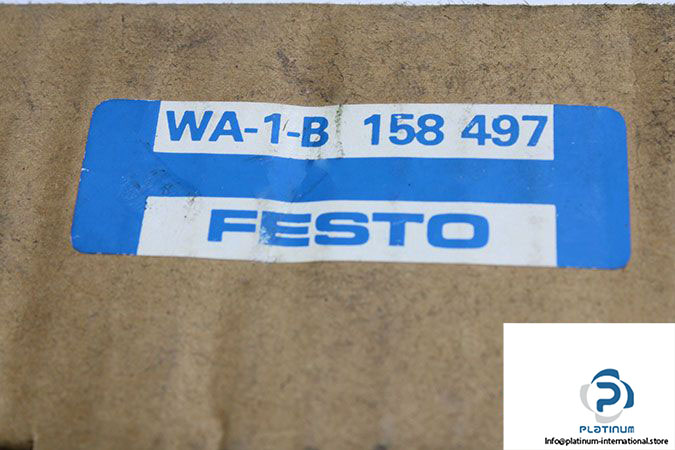 WA-1-B 158 497
FESTO
PLATINUM
Info@platinum-international.store